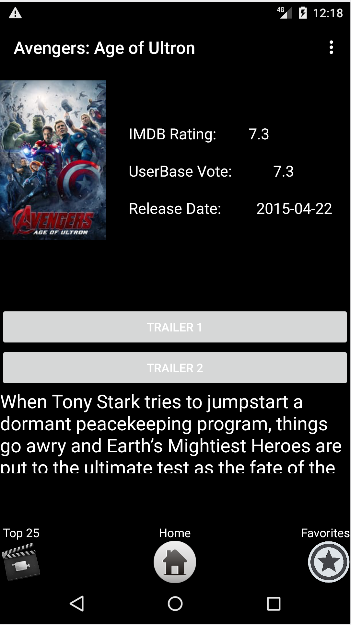 4G 12:18
Avengers: Age of Ultron
AVENGERS
AGE OF ULTRON
IMDB Rating: 7.3
UserBase Vote: 7.3
Release Date: 2015-04-22
TRAILER 1
TRAILER 2
When Tony Stark tries to jumpstart a
dormant peacekeeping program, things
go awry and Earth's Mightiest Heroes are
put to the ultimate test as the fate of the
Top 25 Home Favorites